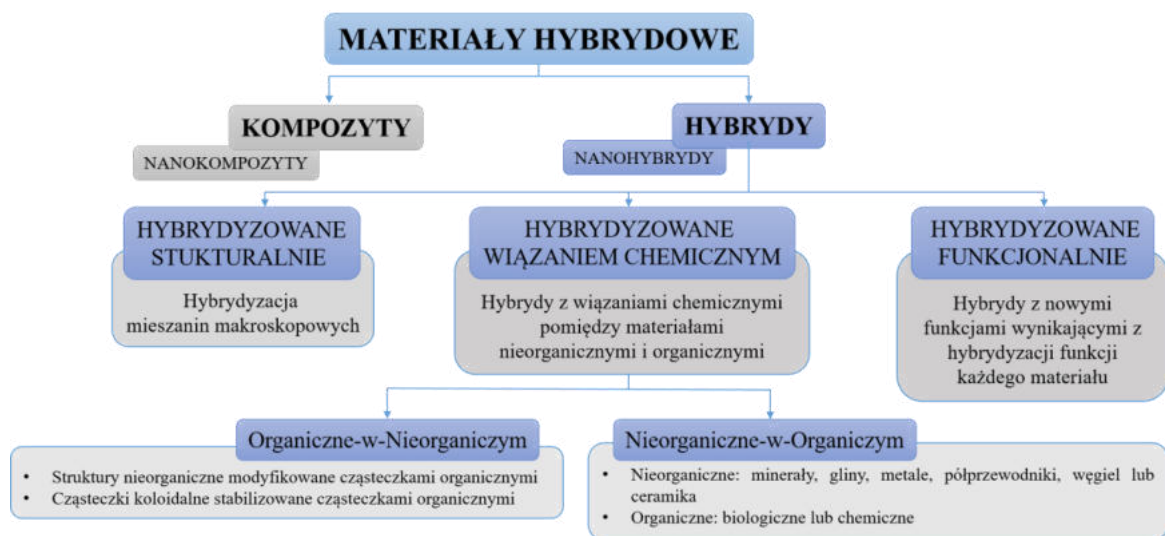 MATERIAŁY HYBRYDOWE
KOMPOZYTY
NANOKOMPOZYTY
HYBRYDY
NANOHYBRYDY
HYBRYDYZOWANE
STUKTURALNIE
Hybrydyzacja
mieszanin makroskopowych
HYBRYDYZOWANE
WIĄZANIEM CHEMICZNYM
Hybrydy z wiązaniami chemicznymi
pomiędzy materiałami
nieorganicznymi i organicznymi
HYBRYDYZOWANE
FUNKCJONALNIE
Hybrydy z nowymi
funkcjami wynikającymi z
hybrydyzacji funkcji
każdego materiału
Organiczne-w-Nieorganiczym
• Struktury nieorganiczne modyfikowane cząsteczkami organicznymi
• Cząsteczki koloidalne stabilizowane cząsteczkami organicznymi
Nieorganiczne-w-Organiczym
• Nieorganiczne: minerały, gliny, metale, półprzewodniki, węgiel lub
ceramika
• Organiczne: biologiczne lub chemiczne